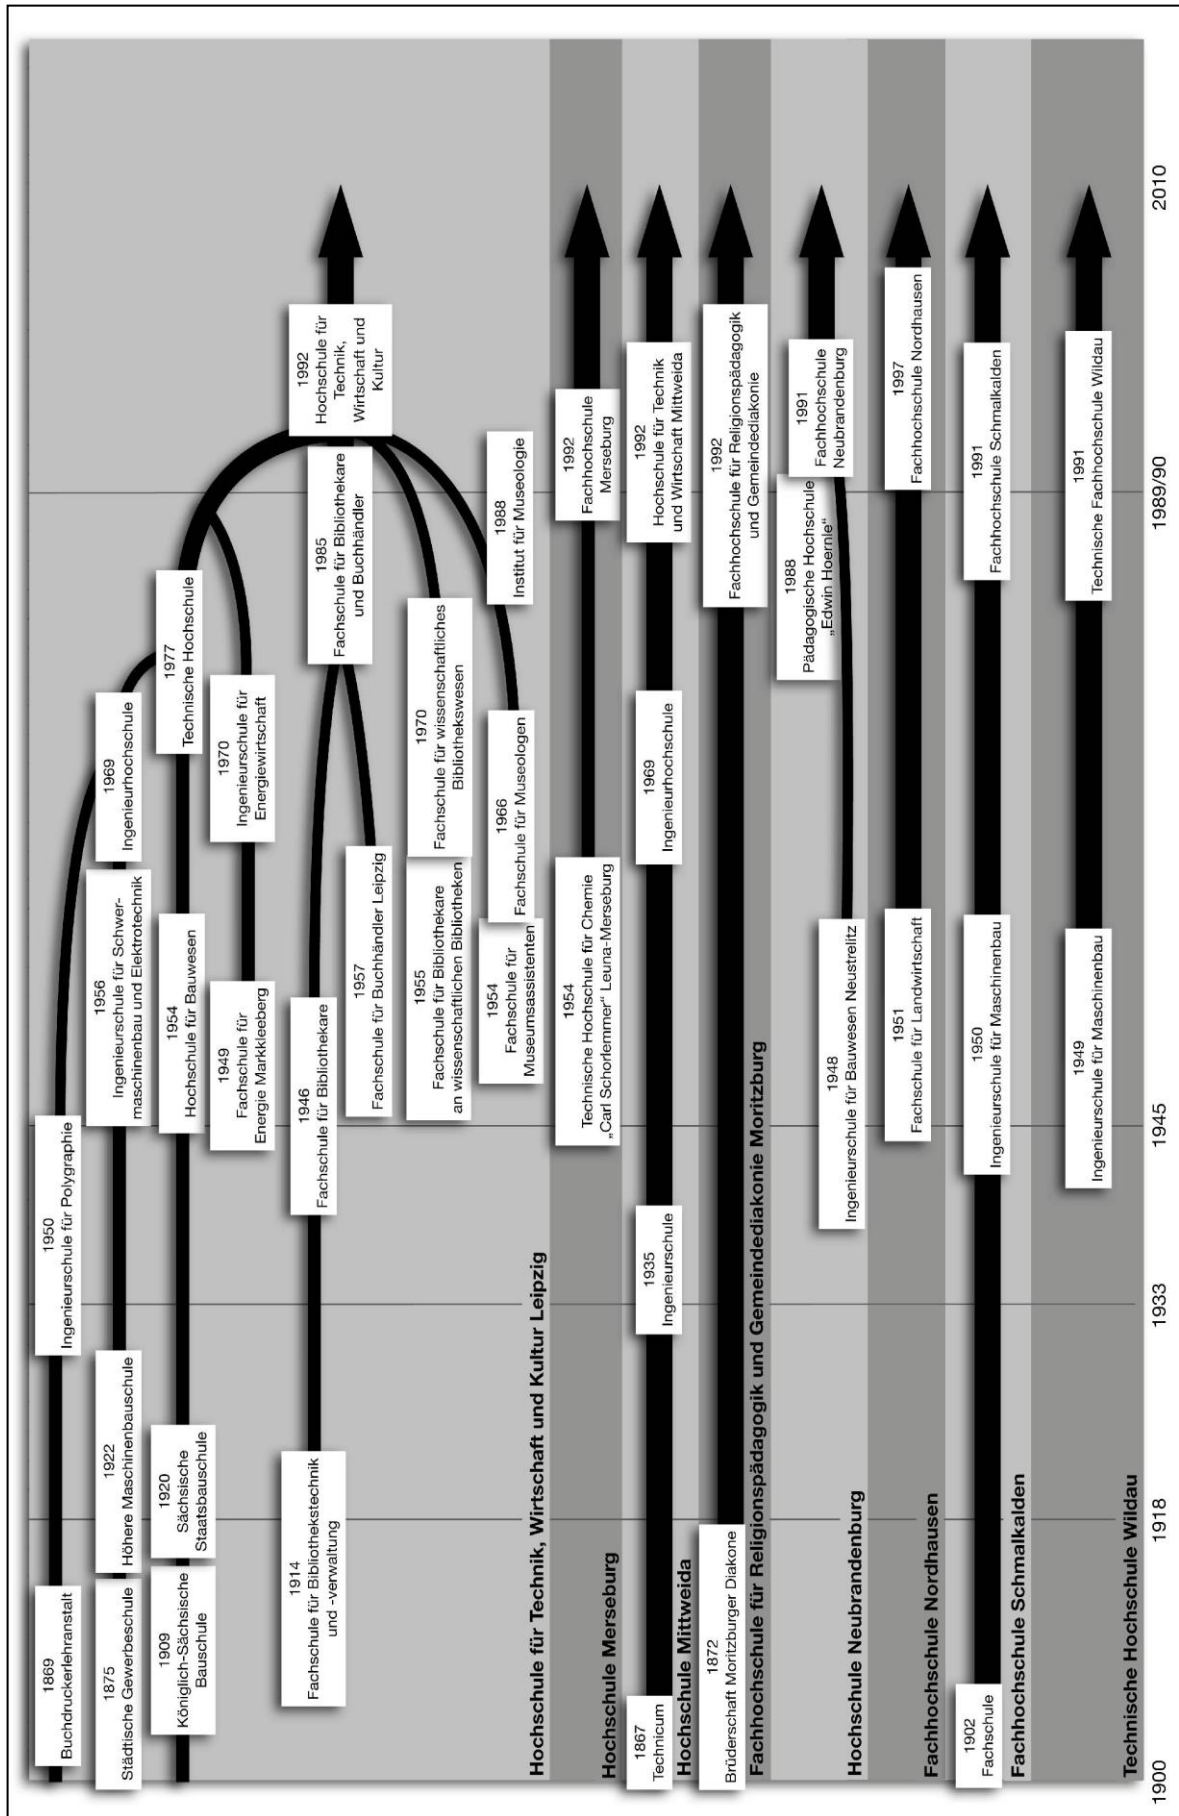 1869
Buchdruckerlehranstalt
1950
Ingenieurschule für Polygraphie
1875
Städtische Gewerbeschule
1922
Höhere Maschinenbauschule
1956
Ingenieurschule für Schwer-
maschinenbau und Elektrotechnik
1969
Ingenieurhochschule
1909
Königlich-Sächsische
Bauschule
1920
Sächsische
Staatsbauschule
1954
Hochschule für Bauwesen
1977
Technische Hochschule
1949
Fachschule für
Energie Markkleeberg
1970
Ingenieurschule für
Energiewirtschaft
1914
Fachschule für Bibliothekstechnik
und -verwaltung
1946
Fachschule für Bibliothekare
1985
Fachschule für Bibliothekare
und Buchhändler
1992
Hochschule für
Technik,
Wirtschaft und
Kultur
1957
Fachschule für Buchhändler Leipzig
1955
Fachschule für Bibliothekare
an wissenschaftlichen Bibliotheken
1970
Fachschule für wissenschaftliches
Bibliothekswesen
1954
Fachschule für
Museumsassistenten
1966
Fachschule für Museologen
1988
Institut für Museologie
Hochschule für Technik, Wirtschaft und Kultur Leipzig
1954
Technische Hochschule für Chemie
„Carl Schorlemmer“ Leuna-Merseburg
1992
Fachhochschule
Merseburg
Hochschule Merseburg
1867
Technicum
1935
Ingenieurschule
1969
Ingenieurhochschule
1992
Hochschule für Technik
und Wirtschaft Mittweida
Hochschule Mittweida
1872
Brüderschaft Moritzburger Diakone
1992
Fachhochschule für Religionspädagogik
und Gemeindediakonie
Fachhochschule für Religionspädagogik und Gemeindediakonie Moritzburg
1988
Pädagogische Hochschule
„Edwin Hoernle“
1991
Fachhochschule
Neubrandenburg
1948
Ingenieurschule für Bauwesen Neustrelitz
Hochschule Neubrandenburg
1951
Fachschule für Landwirtschaft
1997
Fachhochschule Nordhausen
Fachhochschule Nordhausen
1902
Fachschule
1950
Ingenieurschule für Maschinenbau
1991
Fachhochschule Schmalkalden
Fachhochschule Schmalkalden
1949
Ingenieurschule für Maschinenbau
1991
Technische Fachhochschule Wildau
Technische Hochschule Wildau
1900
1918
1933
1945
1989/90
2010